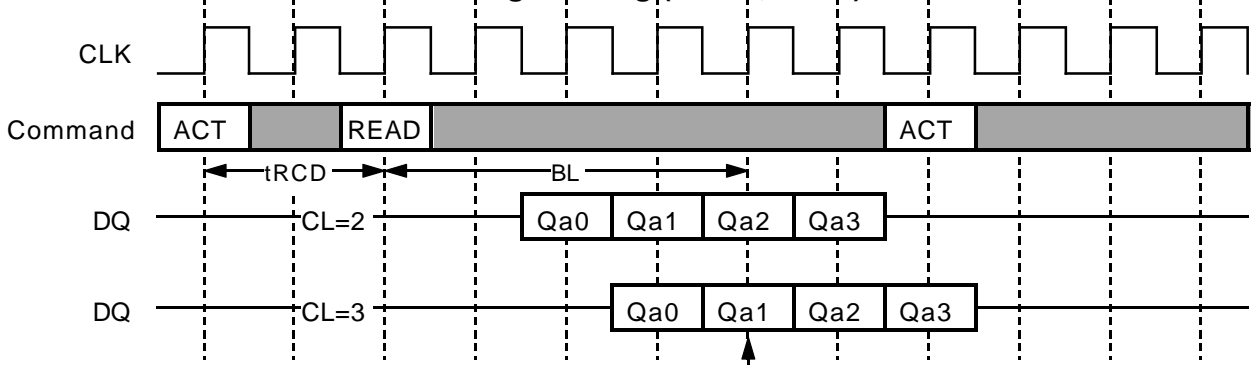 CLK
Command ACT READ ACT
tRCD BL
DQ CL=2 Qa0 Qa1 Qa2 Qa3
DQ CL=3 Qa0 Qa1 Qa2 Qa3